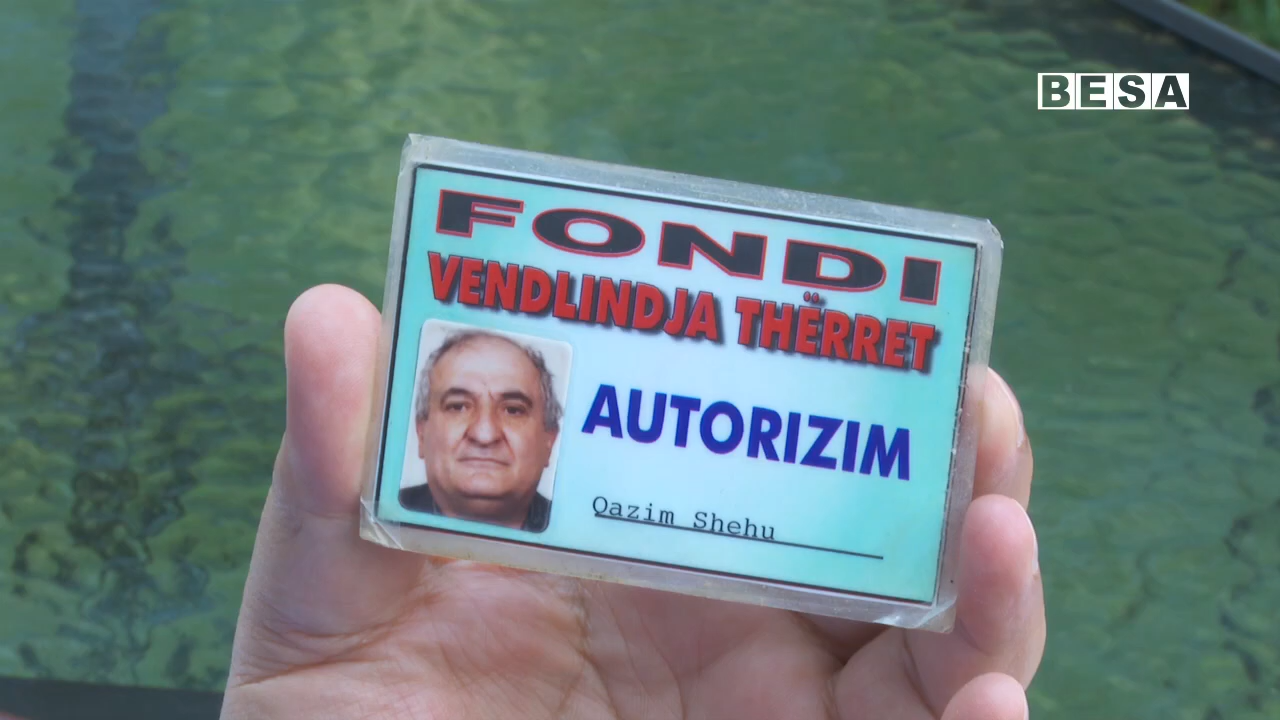 BESA
FONDI
VENDLINDJA THËRRET
AUTORIZIM
Qazim Shehu